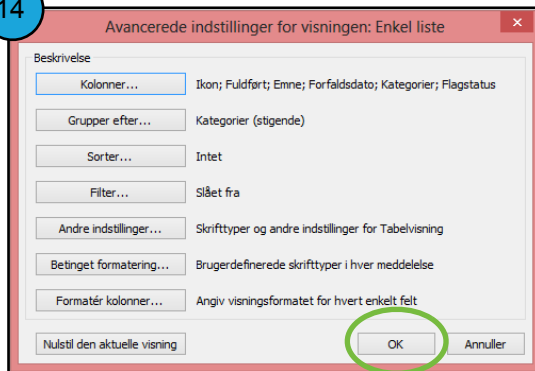 14
Avancerede indstillinger for visningen: Enkel liste
Beskrivelse
Kolonner... Ikon; Fuldført; Emne; Forfaldsdato; Kategorier; Flagstatus
Grupper efter... Kategorier (stigende)
Sorter... Intet
Filter... Slået fra
Andre indstillinger... Skrifttyper og andre indstillinger for Tabelvisning
Betinget formatering... Brugerdefinerede skrifttyper i hver meddelelse
Formatér kolonner... Angiv visningsformatet for hvert enkelt felt
Nulstil den aktuelle visning OK Annuller